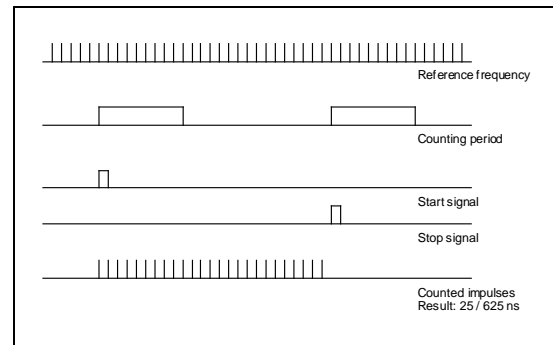 Reference frequency
Counting period
Start signal
Stop signal
Counted impulses
Result: 25 / 625 ns